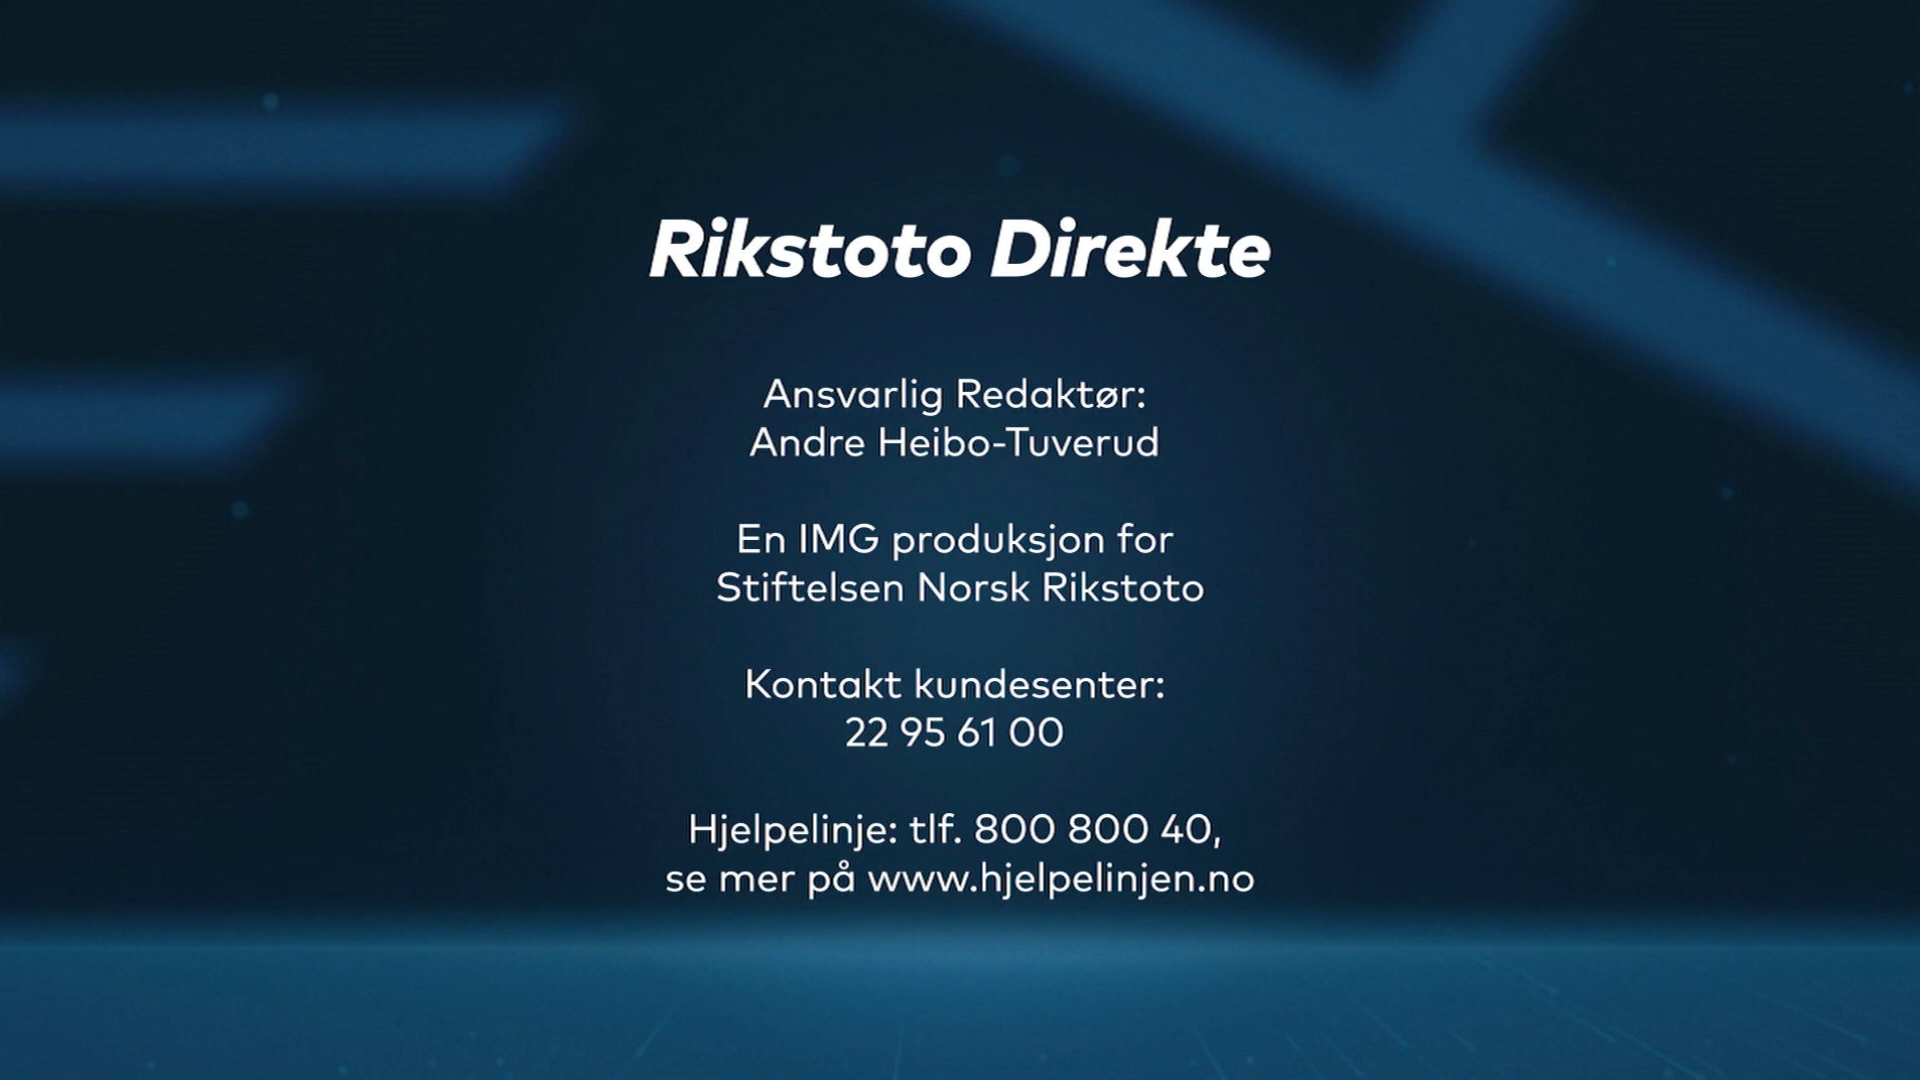 Rikstoto Direkte
Ansvarlig Redaktør:
Andre Heibo-Tuverud
En IMG produksjon for
Stiftelsen Norsk Rikstoto
Kontakt kundesenter:
22 95 61 00
Hjelpelinje: tlf. 800 800 40,
se mer på www.hjelpelinjen.no